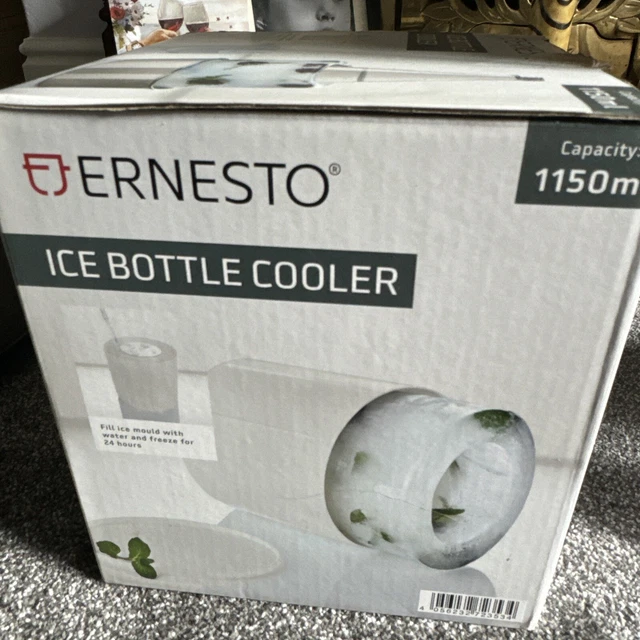 ERNESTO®
Capacity:
1150m
ICE BOTTLE COOLER
Fill ice mould with
water and freeze for
24 hours